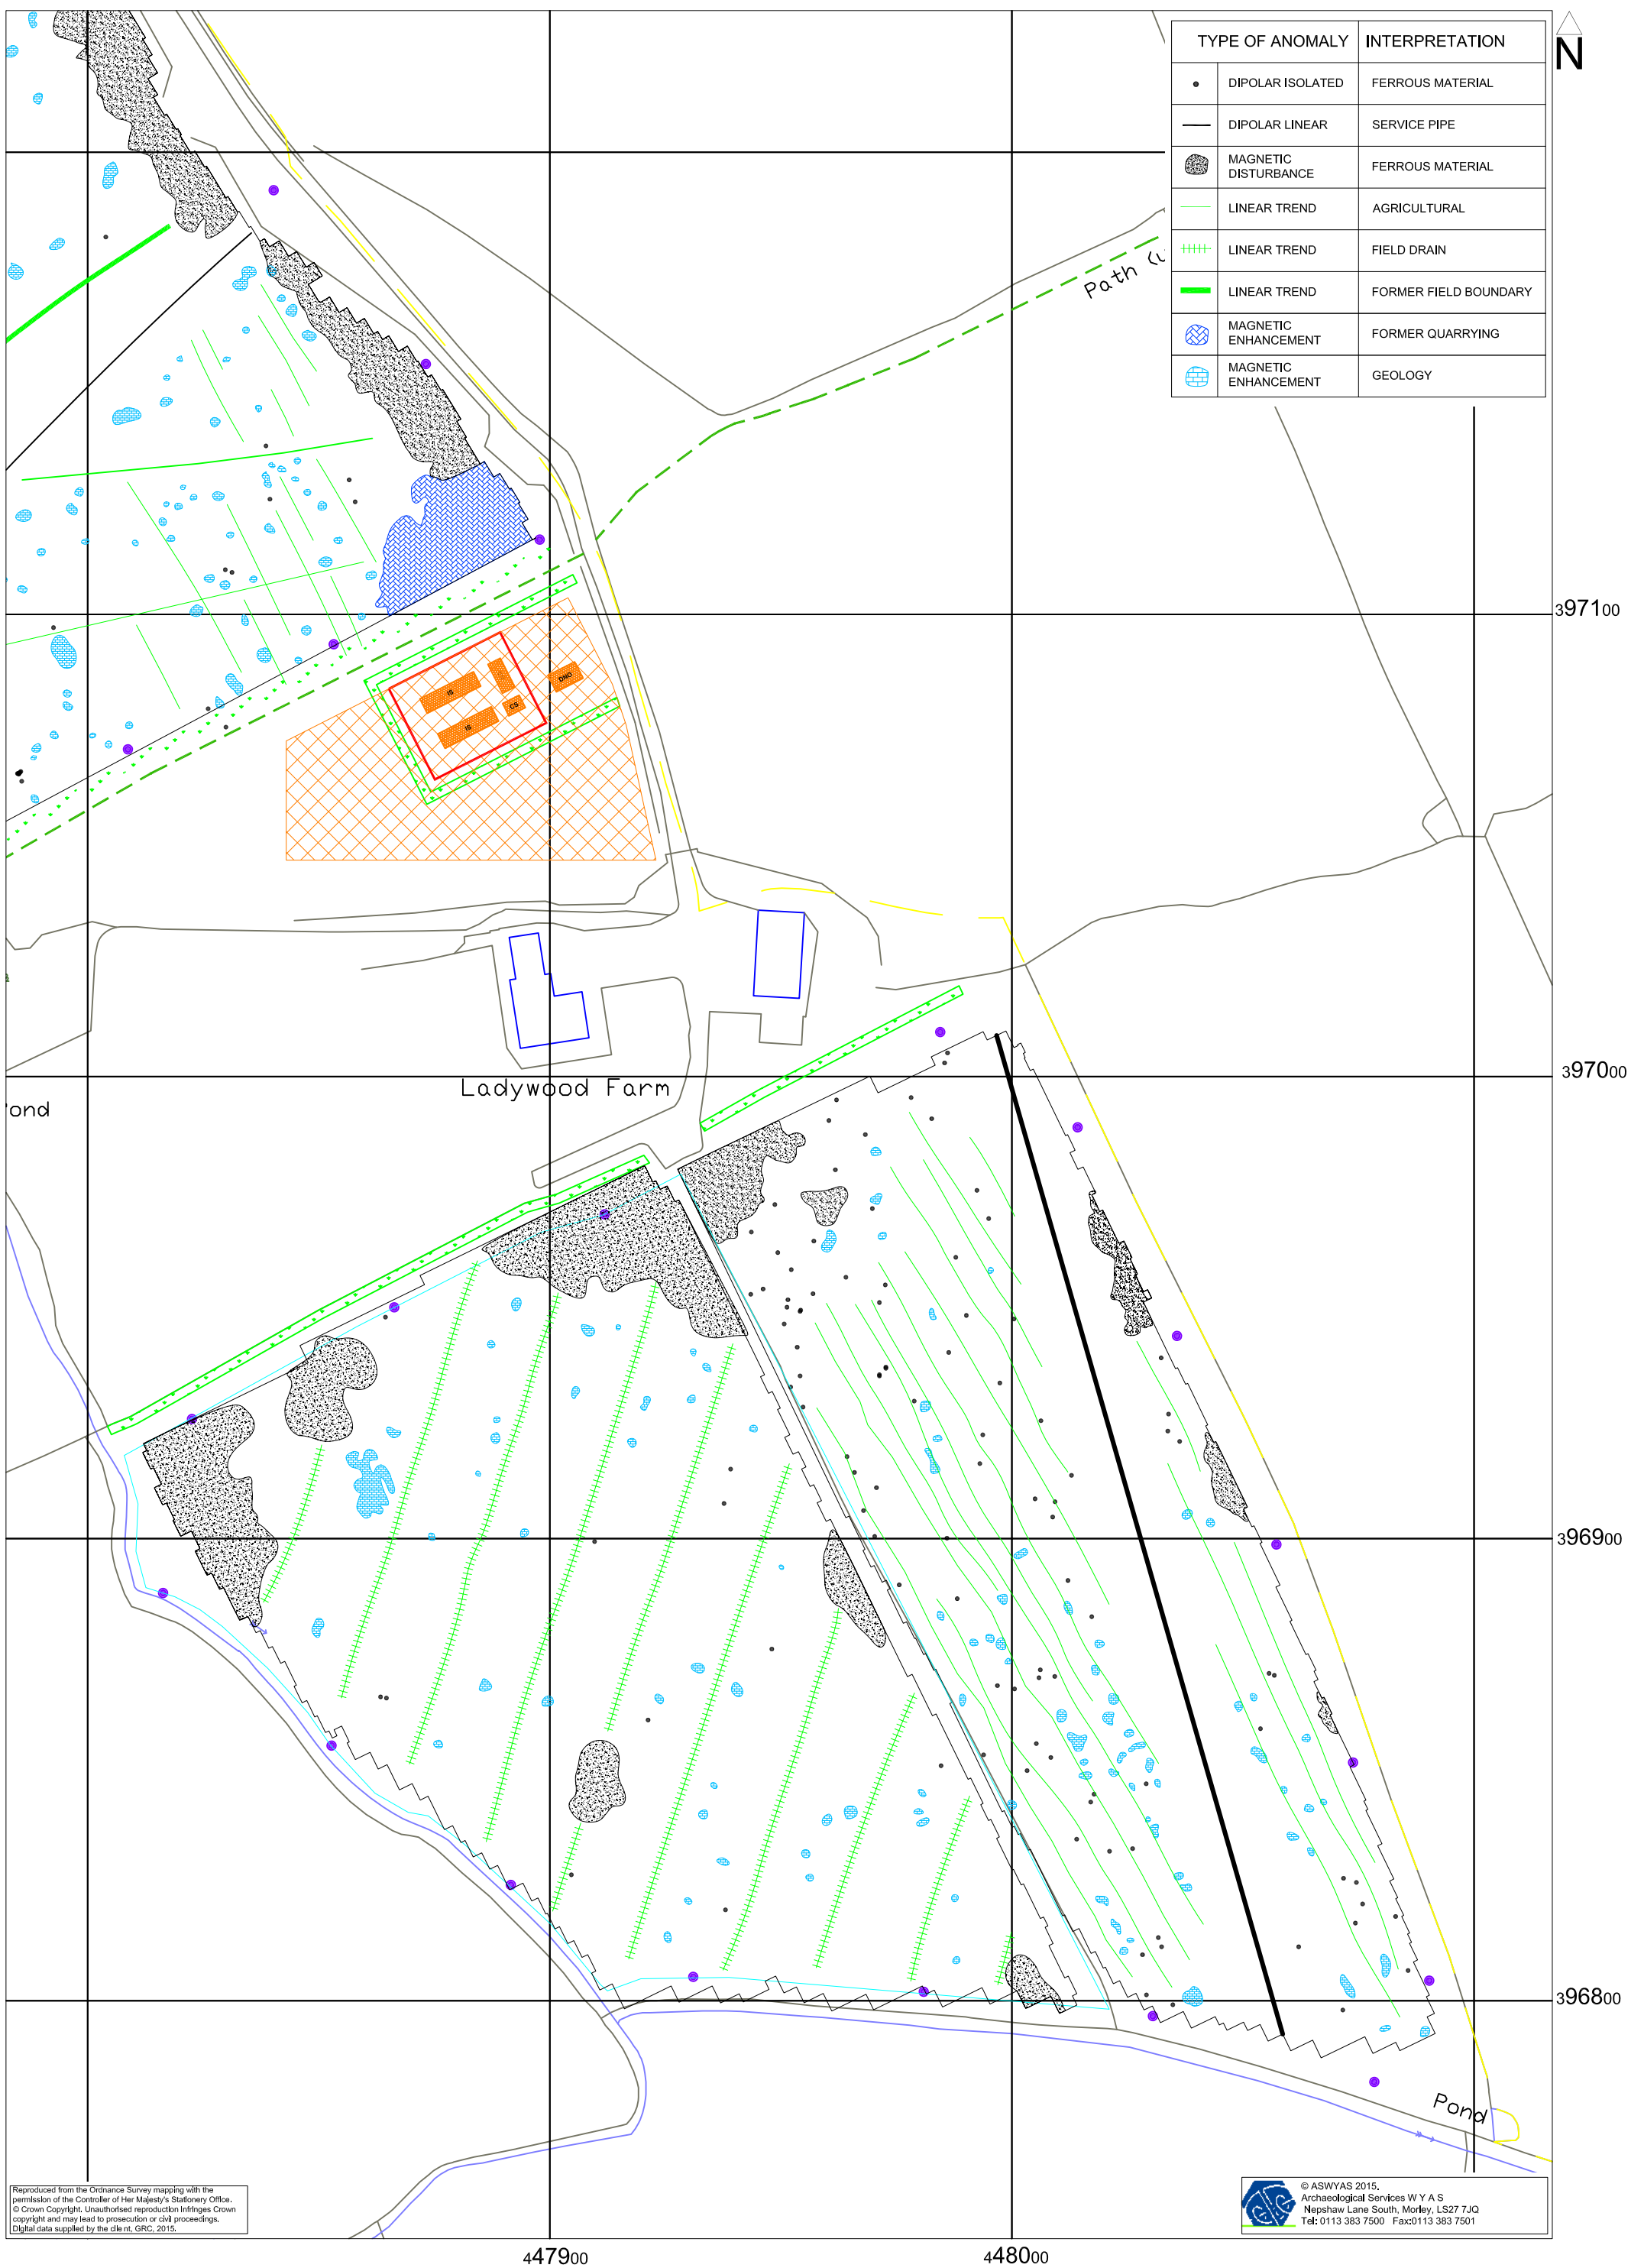 TYPE OF ANOMALY INTERPRETATION
DIPOLAR ISOLATED FERROUS MATERIAL
DIPOLAR LINEAR SERVICE PIPE
MAGNETIC DISTURBANCE FERROUS MATERIAL
LINEAR TREND AGRICULTURAL
LINEAR TREND FIELD DRAIN
LINEAR TREND FORMER FIELD BOUNDARY
MAGNETIC ENHANCEMENT FORMER QUARRYING
MAGNETIC ENHANCEMENT GEOLOGY
N
Path (u
397100
IS
DNO
CS
IS
397000
Ladywood Farm
ond
396900
396800
Pond
Reproduced from the Ordnance Survey mapping with the
permission of the Controller of Her Majesty's Stationery Office.
© Crown Copyright. Unauthorised reproduction infringes Crown
copyright and may lead to prosecution or civil proceedings.
Digital data supplied by the client, GRC, 2015.
© ASWYAS 2015.
Archaeological Services W Y A S
Nepshaw Lane South, Morley, LS27 7JQ
Tel: 0113 383 7500 Fax:0113 383 7501
447900
448000